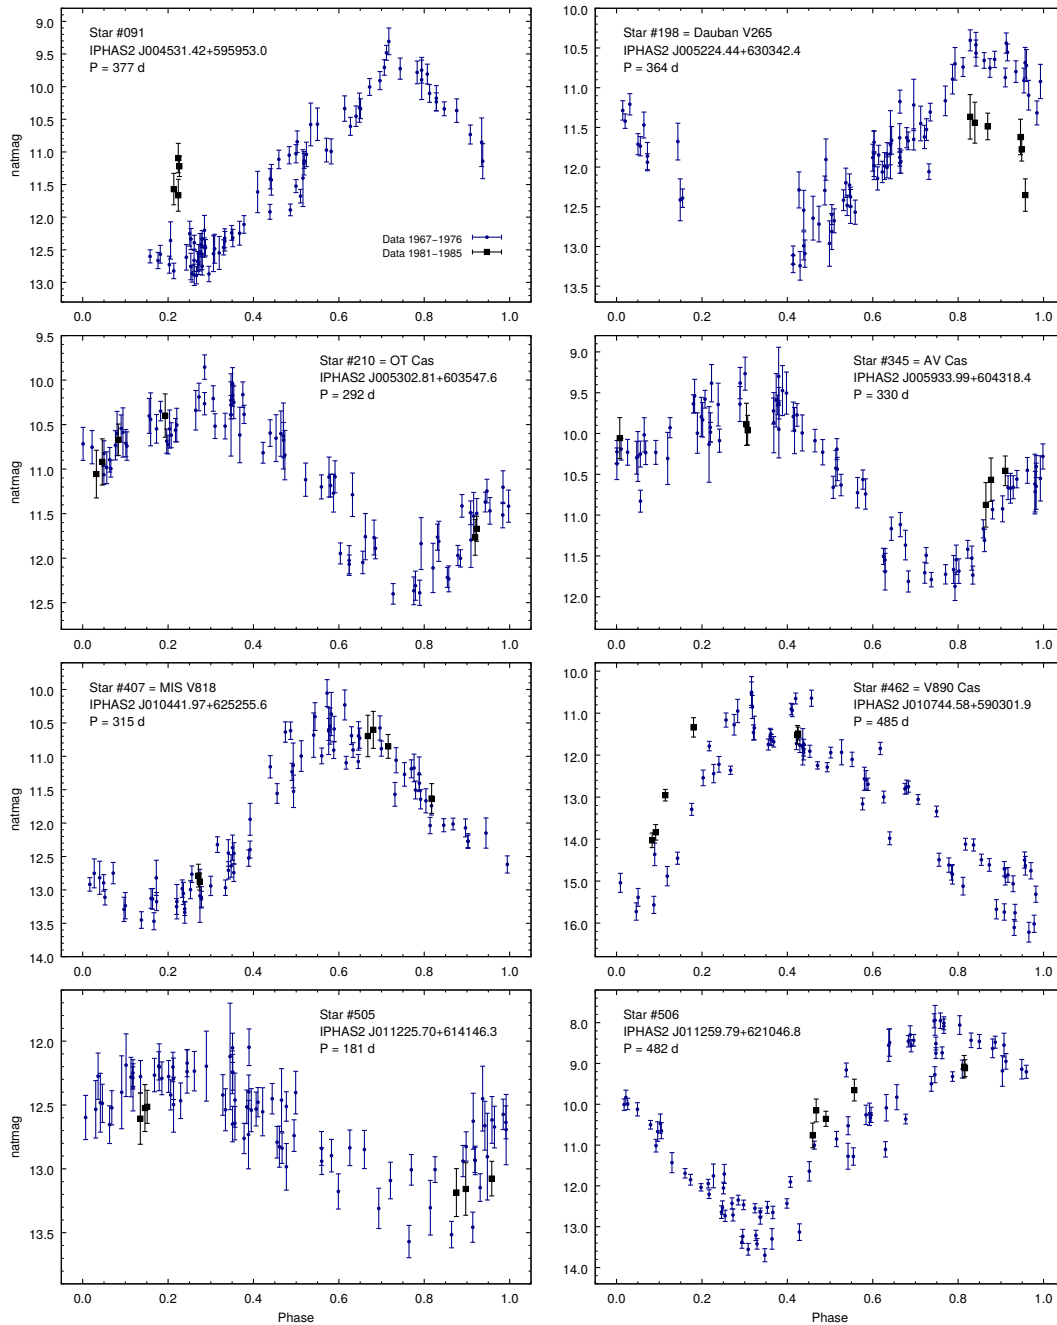 9.0
9.5
10.0
10.5
11.0
11.5
12.0
12.5
13.0
natmag
Star #091
IPHAS2 J004531.42+595953.0
P = 377 d
Data 1967−1976
Data 1981−1985
0.0 0.2 0.4 0.6 0.8 1.0
10.0
10.5
11.0
11.5
12.0
12.5
13.0
13.5
Star #198 = Dauban V265
IPHAS2 J005224.44+630342.4
P = 364 d
0.0 0.2 0.4 0.6 0.8 1.0
9.5
10.0
10.5
11.0
11.5
12.0
12.5
natmag
Star #210 = OT Cas
IPHAS2 J005302.81+603547.6
P = 292 d
0.0 0.2 0.4 0.6 0.8 1.0
9.0
9.5
10.0
10.5
11.0
11.5
12.0
Star #345 = AV Cas
IPHAS2 J005933.99+604318.4
P = 330 d
0.0 0.2 0.4 0.6 0.8 1.0
10.0
10.5
11.0
11.5
12.0
12.5
13.0
13.5
14.0
natmag
Star #407 = MIS V818
IPHAS2 J010441.97+625255.6
P = 315 d
0.0 0.2 0.4 0.6 0.8 1.0
10.0
11.0
12.0
13.0
14.0
15.0
16.0
Star #462 = V890 Cas
IPHAS2 J010744.58+590301.9
P = 485 d
0.0 0.2 0.4 0.6 0.8 1.0
12.0
12.5
13.0
13.5
natmag
Star #505
IPHAS2 J011225.70+614146.3
P = 181 d
0.0 0.2 0.4 0.6 0.8 1.0
Phase
8.0
9.0
10.0
11.0
12.0
13.0
14.0
Star #506
IPHAS2 J011259.79+621046.8
P = 482 d
0.0 0.2 0.4 0.6 0.8 1.0
Phase